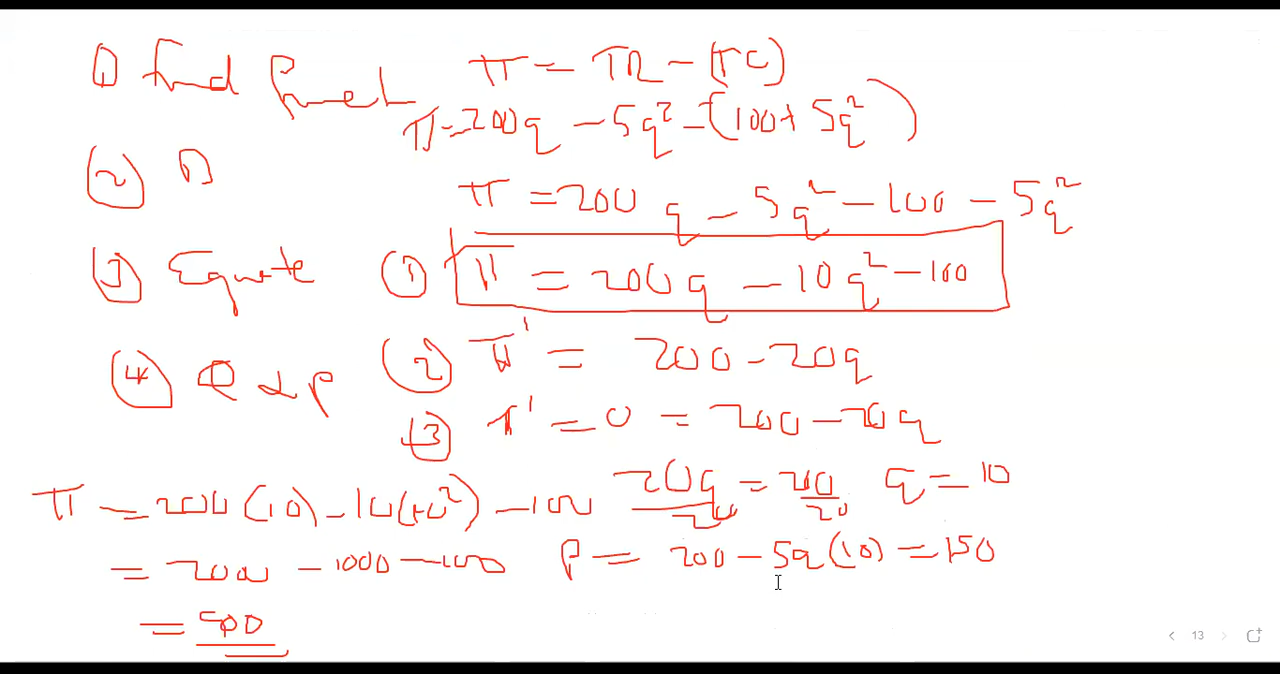 ① Find Profit π = TR - (TC)
π = 200q - 5q² - (100 + 5q²)
② π
π = 200q - 5q² - 100 - 5q²
③ Equate ① π = 200q - 10q² - 100
④ Q & P ② π' = 200 - 20q
③ π' = 0 = 200 - 20q
π = 200(10) - 10(10²) - 100 20q/20 = 200/20 q = 10
= 2000 - 1000 - 100 P = 200 - 5q(10) = 150
= 900
13